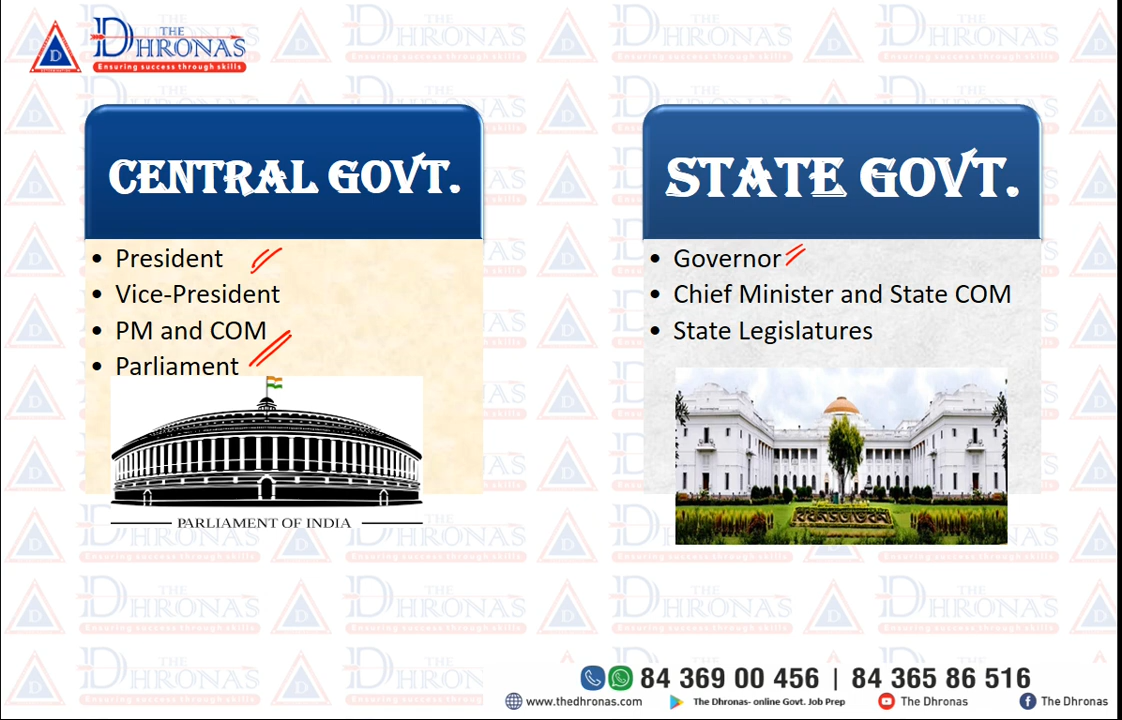 THE
DHRONAS
Ensuring success through skills
D
CENTRAL GOVT.
• President
• Vice-President
• PM and COM
• Parliament
PARLIAMENT OF INDIA
STATE GOVT.
• Governor
• Chief Minister and State COM
• State Legislatures
84 369 00 456 | 84 365 86 516
www.thedhronas.com
The Dhronas- online Govt. Job Prep
The Dhronas
The Dhronas